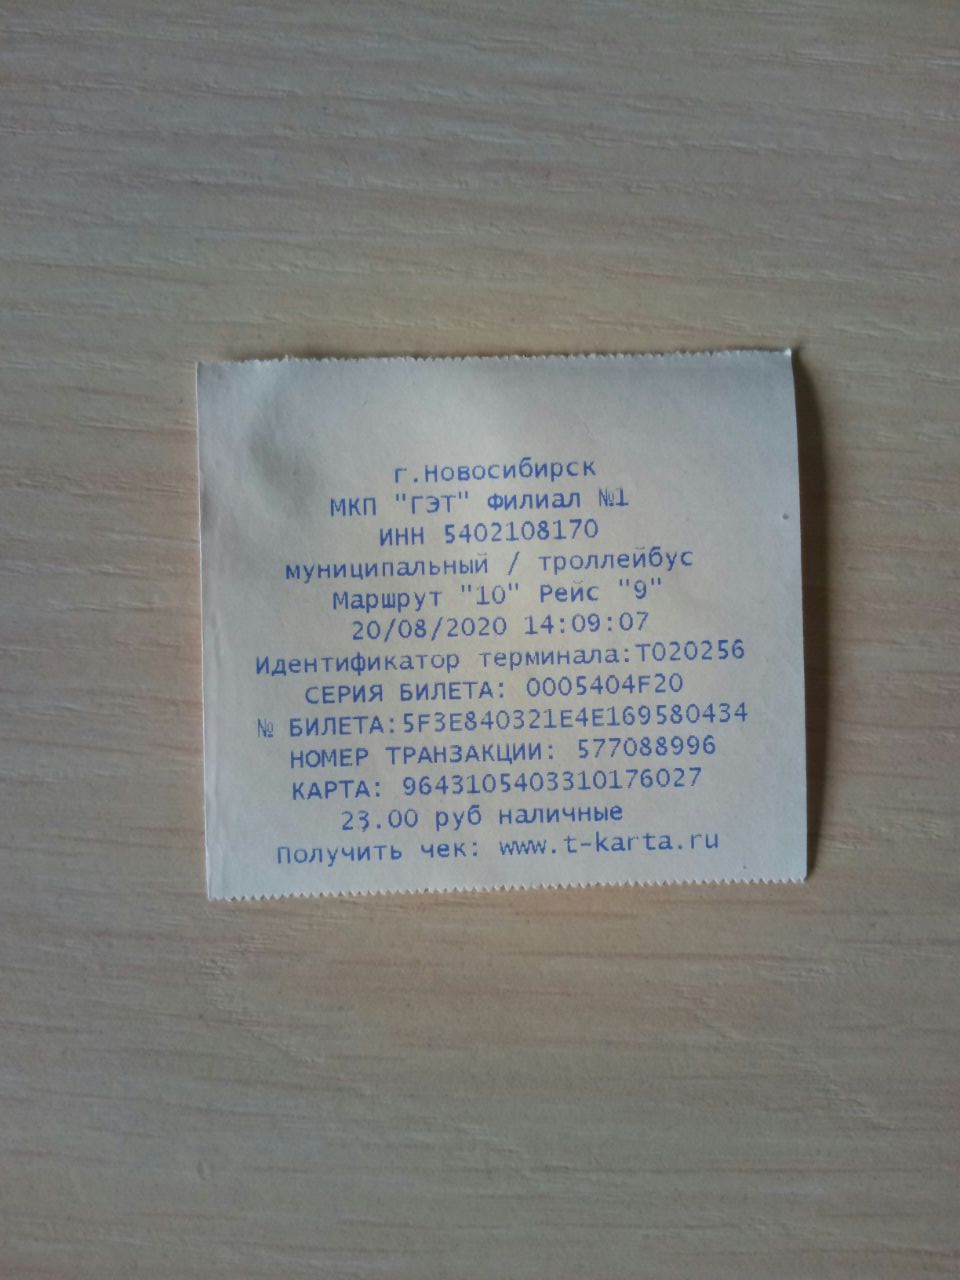 г.Новосибирск
МКП "ГЭТ" Филиал №1
ИНН 5402108170
муниципальный / троллейбус
Маршрут "10" Рейс "9"
20/08/2020 14:09:07
Идентификатор терминала:T020256
СЕРИЯ БИЛЕТА: 0005404F20
№ БИЛЕТА:5F3E840321E4E169580434
НОМЕР ТРАНЗАКЦИИ: 577088996
КАРТА: 9643105403310176027
23.00 руб наличные
Получить чек: www.t-karta.ru